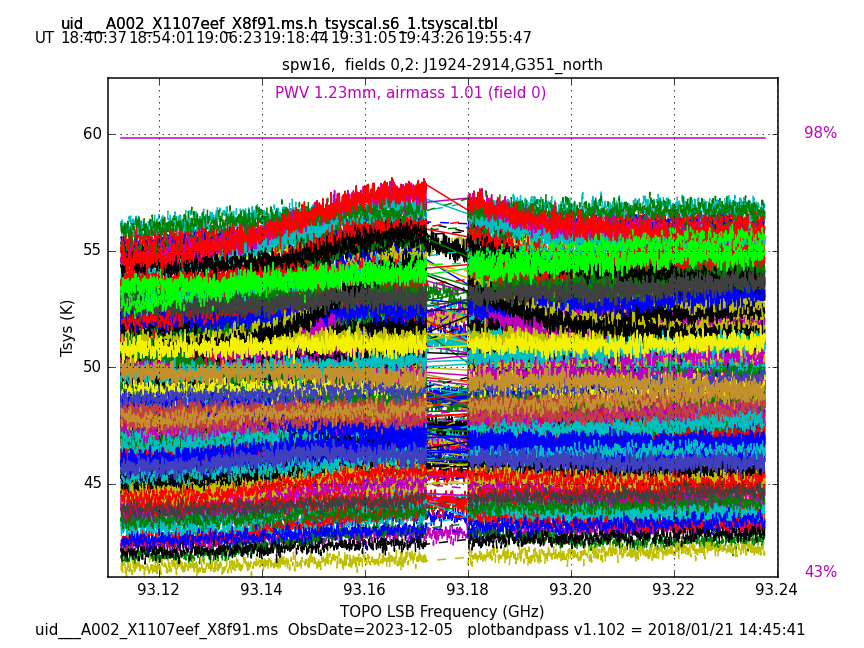 uid___A002_X1107eef_X8f91.ms.h_tsyscal.s6_1.tsyscal.tbl
UT 18:40:37 18:54:01 19:06:23 19:18:44 19:31:05 19:43:26 19:55:47
spw16, fields 0,2: J1924-2914,G351_north
PWV 1.23mm, airmass 1.01 (field 0)
98%
60
55
50
45
Tsys (K)
43%
93.12 93.14 93.16 93.18 93.20 93.22 93.24
TOPO LSB Frequency (GHz)
uid___A002_X1107eef_X8f91.ms ObsDate=2023-12-05 plotbandpass v1.102 = 2018/01/21 14:45:41